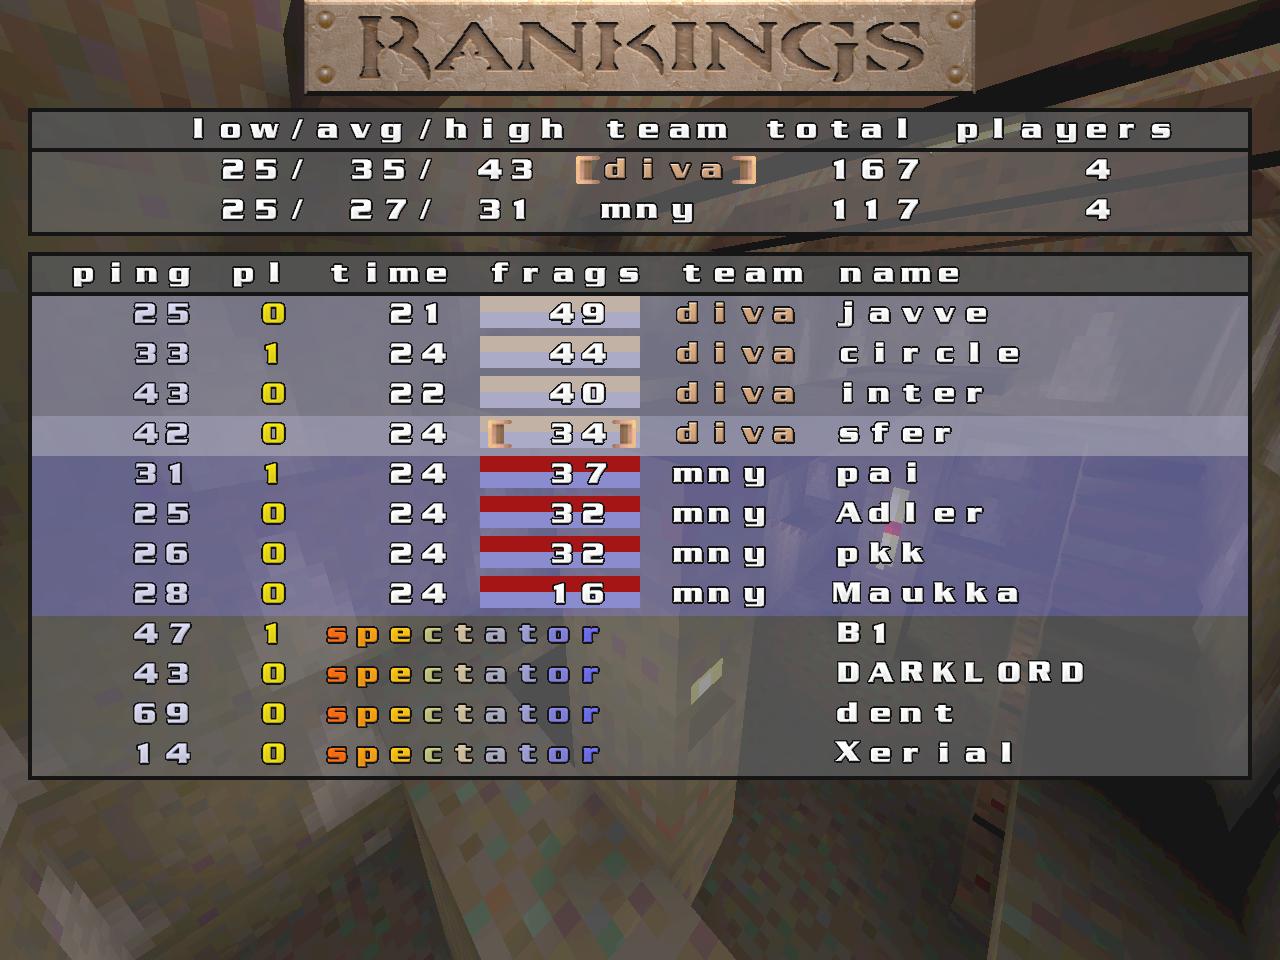 RANKINGS
low/avg/high team total players
25/ 35/ 43 [diva] 167 4
25/ 27/ 31 mny 117 4
ping pl time frags team name
25 0 21 49 diva javve
33 1 24 44 diva circle
43 0 22 40 diva inter
42 0 24 [34] diva sfer
31 1 24 37 mny pai
25 0 24 32 mny Adler
26 0 24 32 mny pkk
28 0 24 16 mny Maukka
47 1 spectator B1
43 0 spectator DARKLORD
69 0 spectator dent
14 0 spectator Xerial